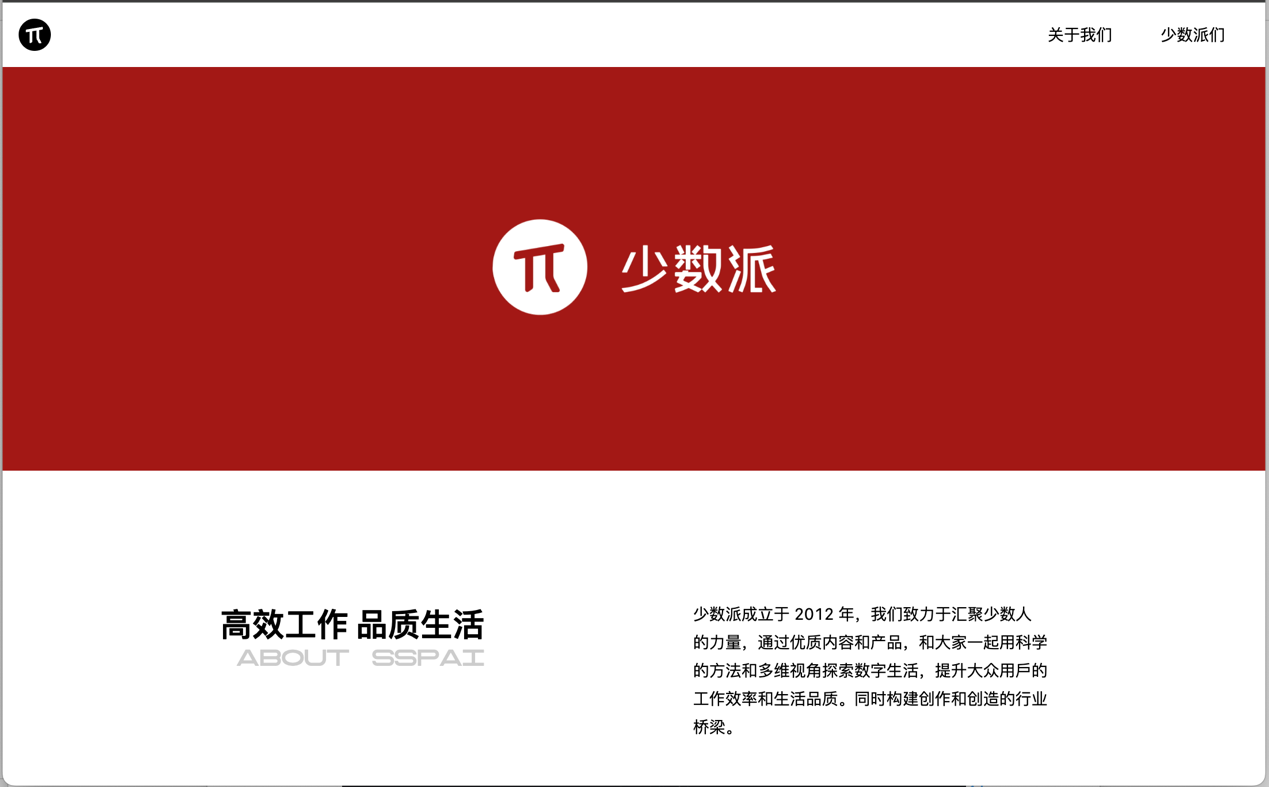 关于我们
少数派们
少数派
高效工作 品质生活
ABOUT SSPAI
少数派成立于 2012 年，我们致力于汇聚少数人
的力量，通过优质内容和产品，和大家一起用科学
的方法和多维视角探索数字生活，提升大众用戶的
工作效率和生活品质。同时构建创作和创造的行业
桥梁。